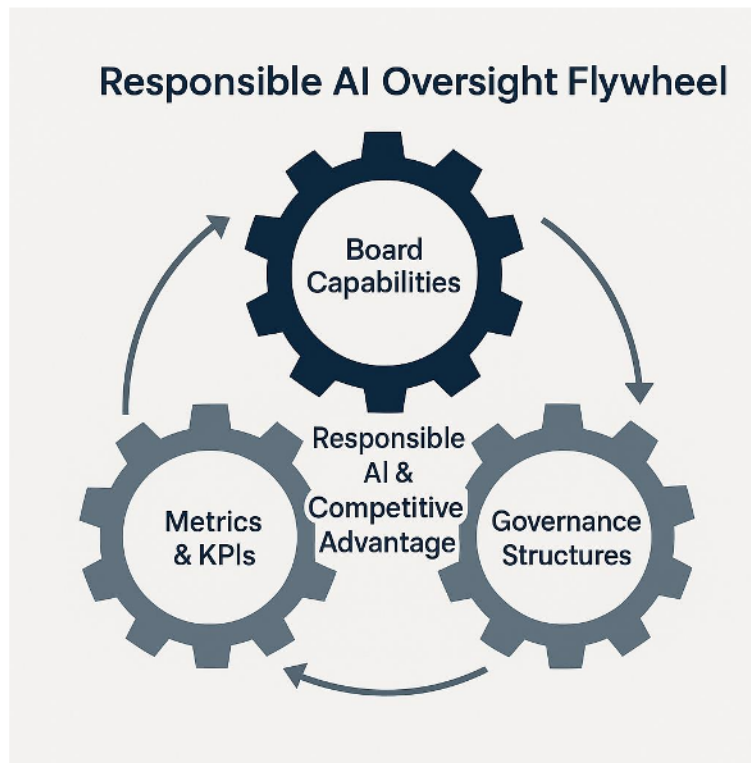 Responsible AI Oversight Flywheel
Board
Capabilities
Responsible
AI &
Competitive
Advantage
Metrics
& KPIs
Governance
Structures